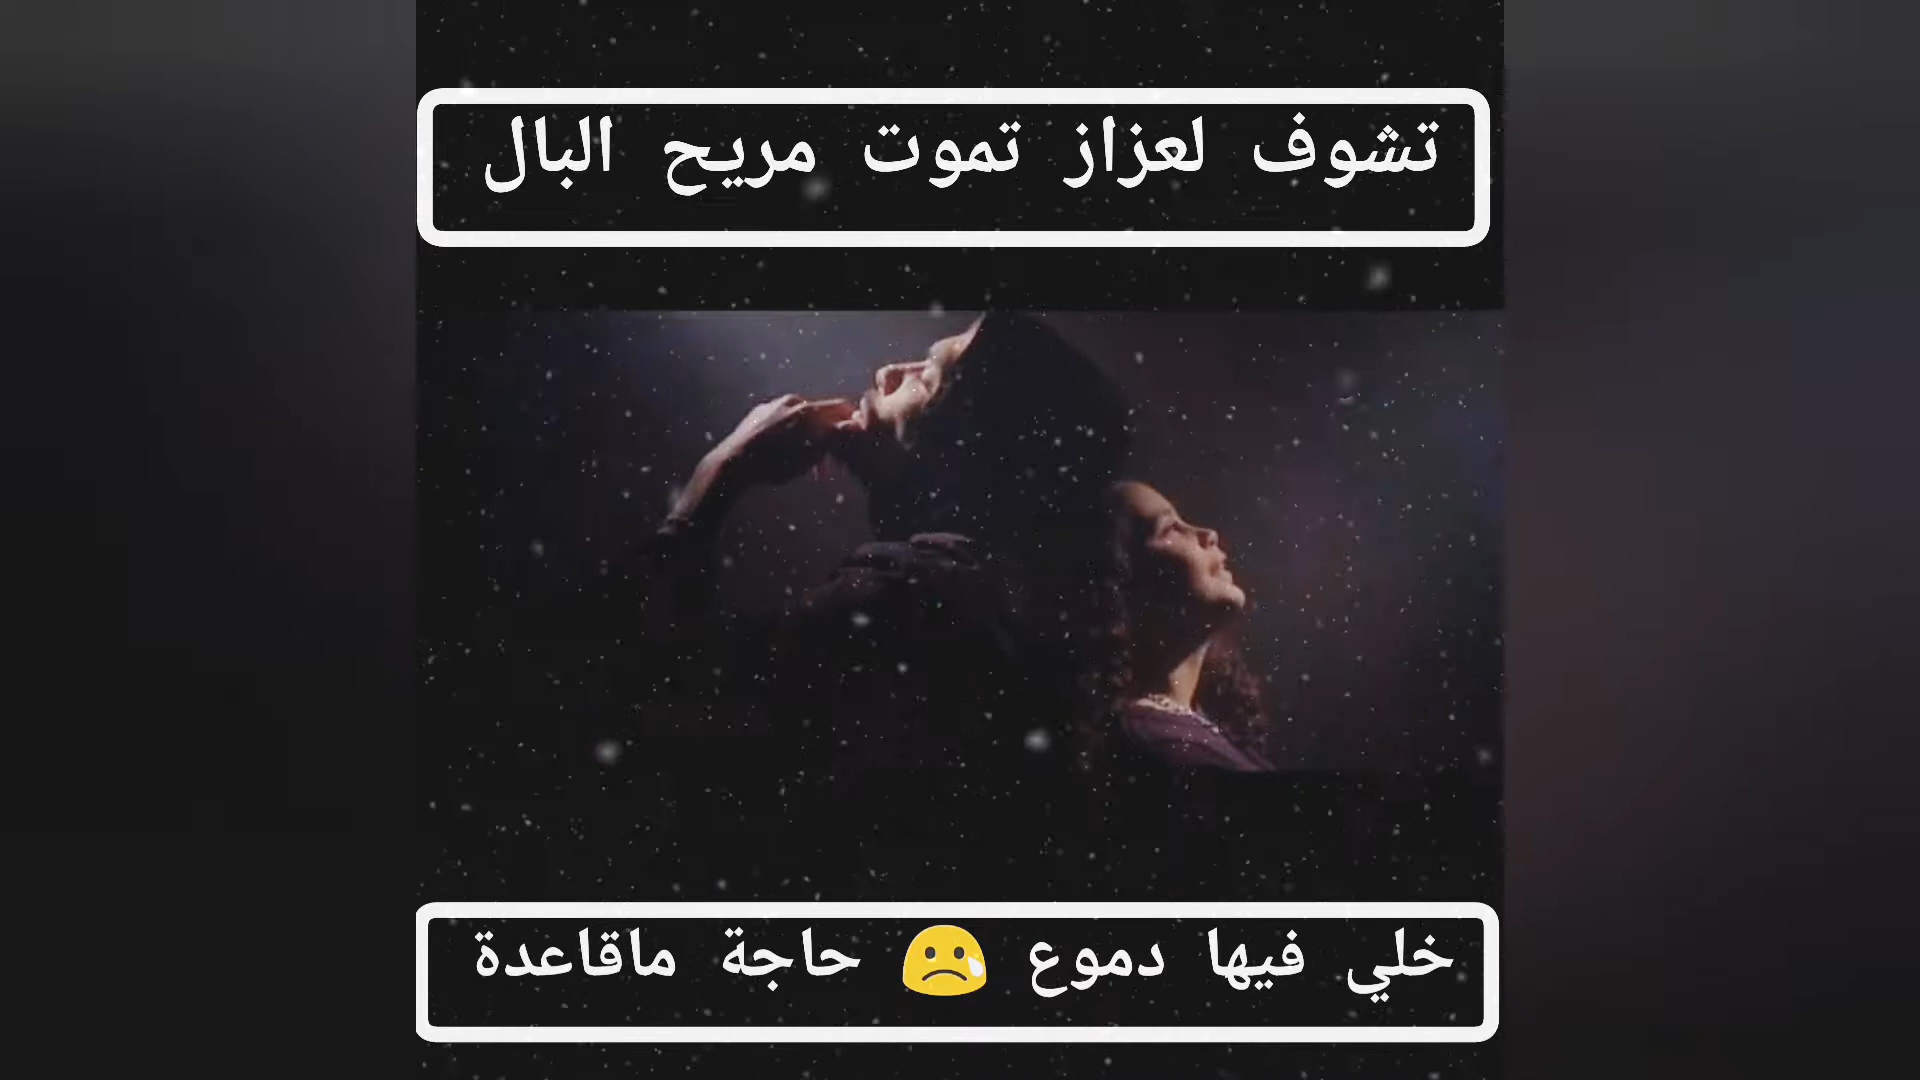 تشوف لعزاز تموت مريح البال
خلي فيها دموع 😢 حاجة ماقاعدة